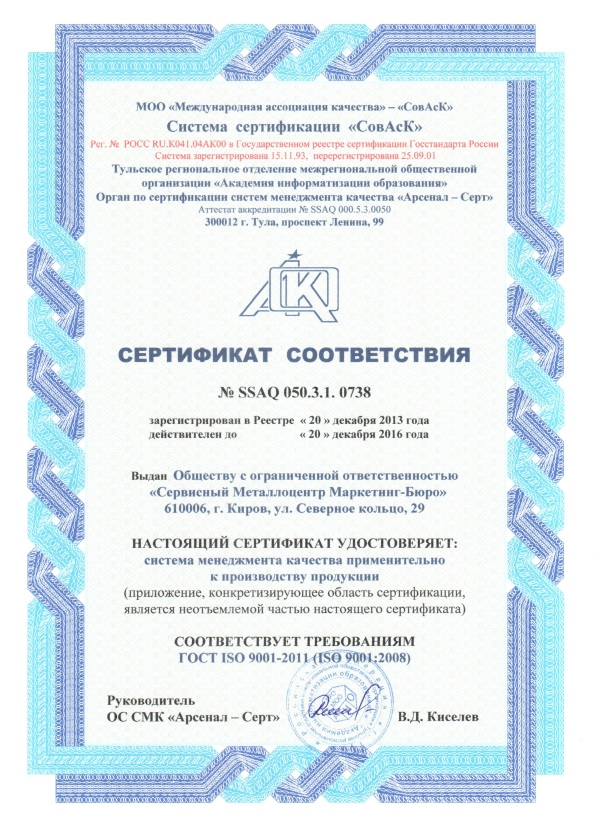 МОО «Международная ассоциация качества» – «СовАсК»
Система сертификации «СовАсК»
Рег. № РОСС RU.К041.04АК00 в Государственном реестре сертификации Госстандарта России
Система зарегистрирована 15.11.93, перерегистрирована 25.09.01
Тульское региональное отделение межрегиональной общественной
организации «Академия информатизации образования»
Орган по сертификации систем менеджмента качества «Арсенал – Серт»
Аттестат аккредитации № SSAQ 000.5.3.0050
300012 г. Тула, проспект Ленина, 99
СЕРТИФИКАТ СООТВЕТСТВИЯ
№ SSAQ 050.3.1. 0738
зарегистрирован в Реестре « 20 » декабря 2013 года
действителен до « 20 » декабря 2016 года
Выдан Обществу с ограниченной ответственностью
«Сервисный Металлоцентр Маркетинг-Бюро»
610006, г. Киров, ул. Северное кольцо, 29
НАСТОЯЩИЙ СЕРТИФИКАТ УДОСТОВЕРЯЕТ:
система менеджмента качества применительно
к производству продукции
(приложение, конкретизирующее область сертификации,
является неотъемлемой частью настоящего сертификата)
СООТВЕТСТВУЕТ ТРЕБОВАНИЯМ
ГОСТ ISO 9001-2011 (ISO 9001:2008)
Руководитель
ОС СМК «Арсенал – Серт» В.Д. Киселев